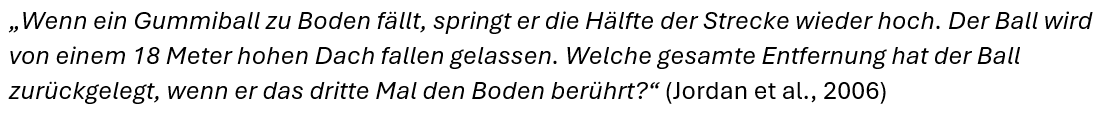 „Wenn ein Gummiball zu Boden fällt, springt er die Hälfte der Strecke wieder hoch. Der Ball wird
von einem 18 Meter hohen Dach fallen gelassen. Welche gesamte Entfernung hat der Ball
zurückgelegt, wenn er das dritte Mal den Boden berührt?“ (Jordan et al., 2006)